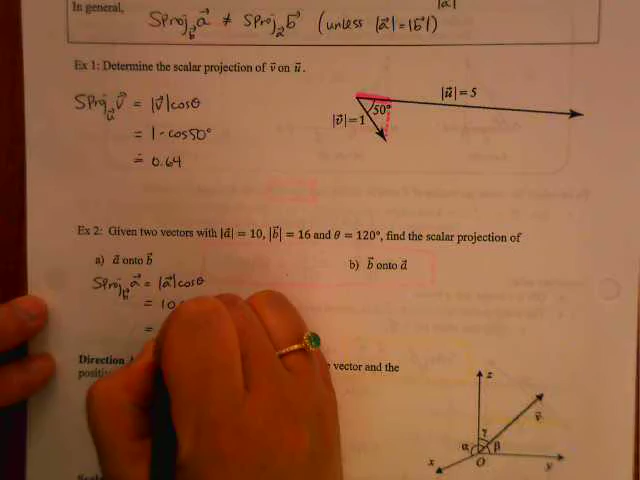 |a|
In general,
SProj_b⃗ a⃗ ≠ SProj_a⃗ b⃗ (unless |a⃗|=|b⃗|)
Ex 1: Determine the scalar projection of v⃗ on u⃗.
SProj_u⃗ v⃗ = |v⃗|cosθ
= 1·cos50°
≐ 0.64
|u⃗|=5
50°
|v⃗|=1
Ex 2: Given two vectors with |a⃗| = 10, |b⃗| = 16 and θ = 120°, find the scalar projection of
a) a⃗ onto b⃗
b) b⃗ onto a⃗
SProj_b⃗ a⃗ = |a⃗|cosθ
= 10
=
Direction
vector and the
z
v⃗
γ
α
β
x
O
y